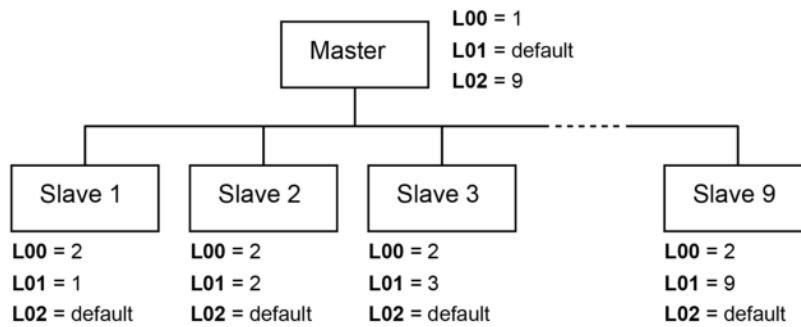 Master
L00 = 1
L01 = default
L02 = 9
Slave 1
L00 = 2
L01 = 1
L02 = default
Slave 2
L00 = 2
L01 = 2
L02 = default
Slave 3
L00 = 2
L01 = 3
L02 = default
Slave 9
L00 = 2
L01 = 9
L02 = default